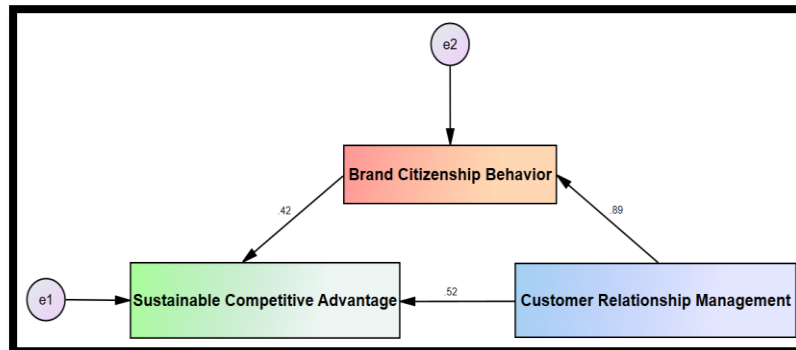 e2
Brand Citizenship Behavior
.42
.89
e1
Sustainable Competitive Advantage
.52
Customer Relationship Management